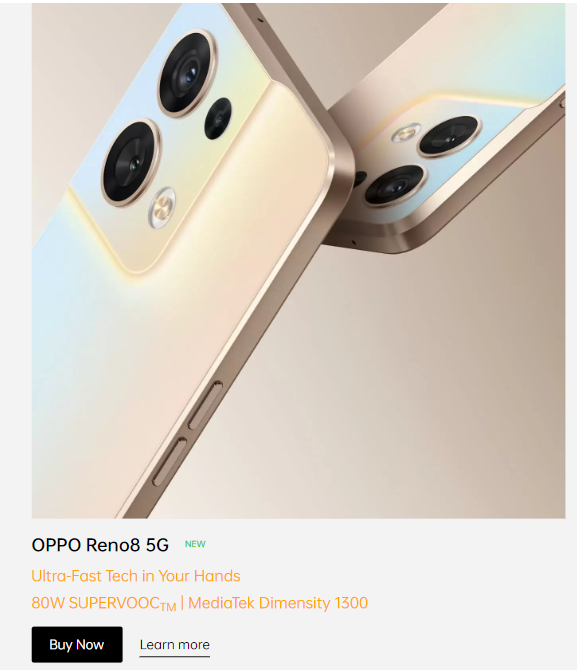 OPPO Reno8 5G NEW
Ultra-Fast Tech in Your Hands
80W SUPERVOOCTM | MediaTek Dimensity 1300
Buy Now Learn more